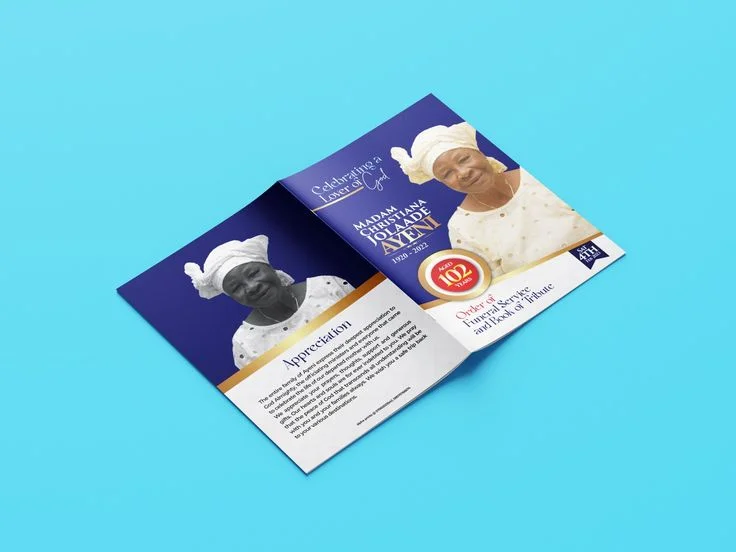 Celebrating a
Lover of God
MADAM
CHRISTIANA
JOLAADE
AYENI
1920 - 2022
AGED
102
YEARS
SAT
4TH
Order of
Funeral Service
and Book of Tribute
Appreciation
The entire family of Ayeni express their deepest appreciation to
God Almighty, the officiating ministers and everyone that came
to celebrate the life of our departed mother with us.
We appreciate your prayers, thoughts, support and generous
gifts. Our hearts and souls are for ever indebted to you. We pray
that the peace of God that transcends all understanding will be
with you and your families always. We wish you a safe trip back
to your various destinations.